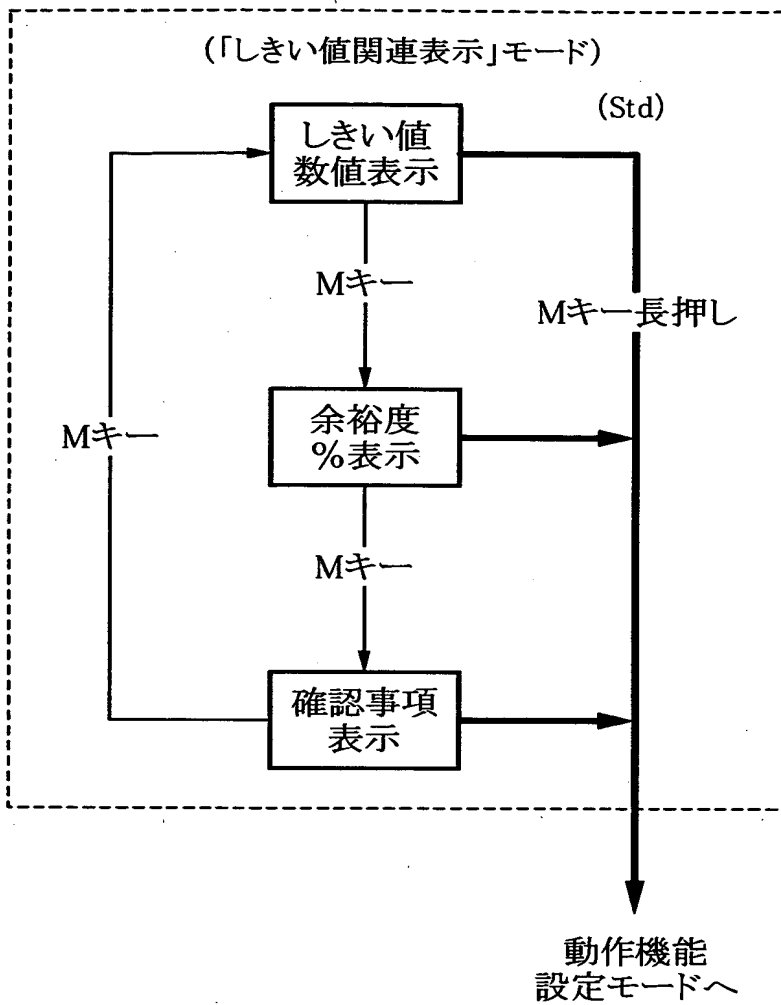 (「しきい値関連表示」モード)
(Std)
しきい値
数値表示
Mキー
Mキー長押し
余裕度
%表示
Mキー
Mキー
確認事項
表示
動作機能
設定モードへ